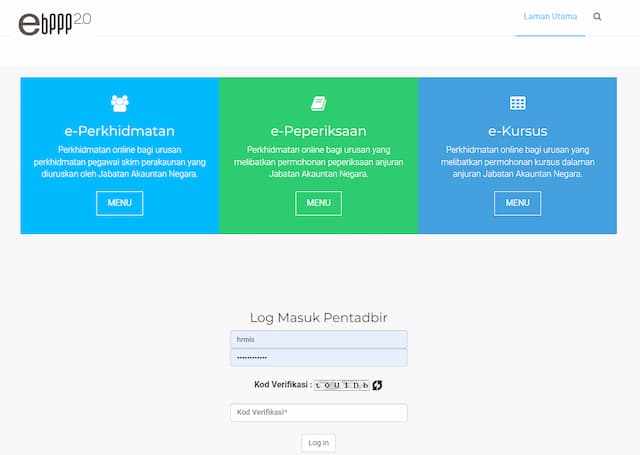 ebppp2.0
Laman Utama
e-Perkhidmatan
Perkhidmatan online bagi urusan
perkhidmatan pegawai skim perakaunan yang
diuruskan oleh Jabatan Akauntan Negara.
MENU
e-Peperiksaan
Perkhidmatan online bagi urusan yang
melibatkan permohonan peperiksaan anjuran
Jabatan Akauntan Negara.
MENU
e-Kursus
Perkhidmatan online bagi urusan yang
melibatkan permohonan kursus dalaman
anjuran Jabatan Akauntan Negara.
MENU
Log Masuk Pentadbir
hrmis
••••••••••••
Kod Verifikasi :
Kod Verifikasi*
Log in